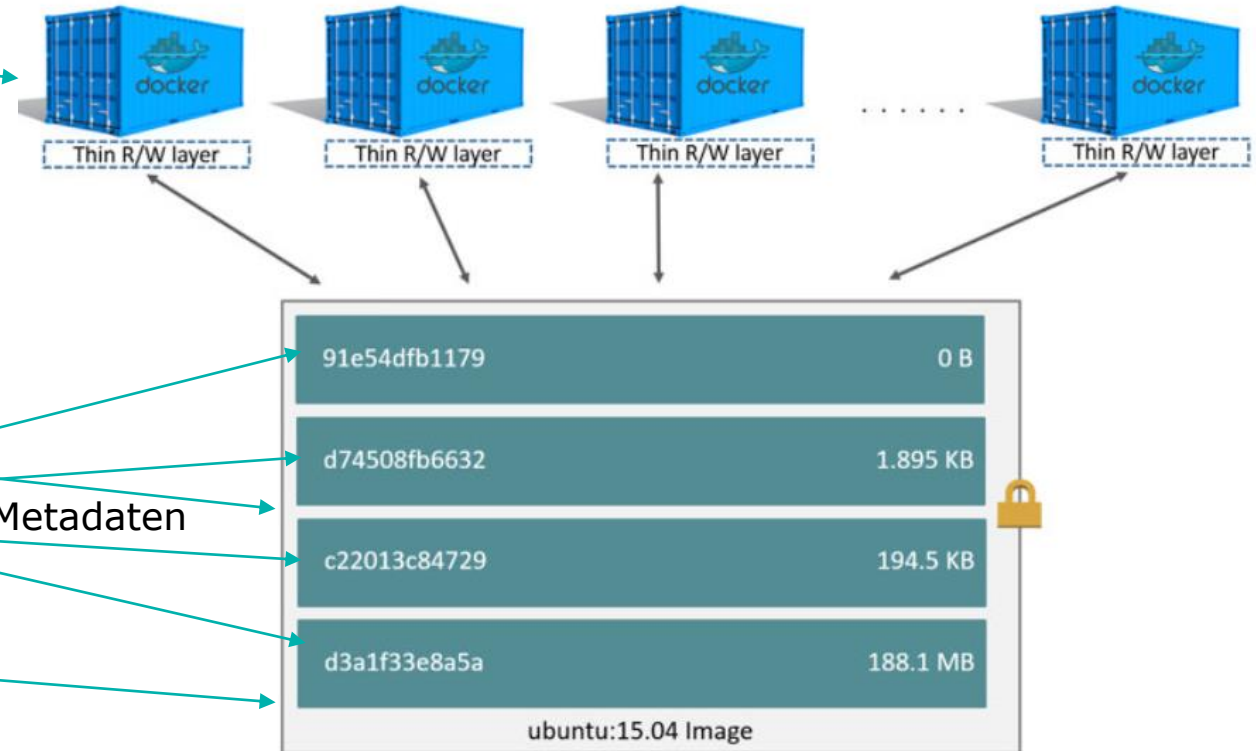 docker docker docker docker
. . . . . .
Thin R/W layer Thin R/W layer Thin R/W layer Thin R/W layer
91e54dfb1179 0 B
d74508fb6632 1.895 KB
Metadaten
c22013c84729 194.5 KB
d3a1f33e8a5a 188.1 MB
ubuntu:15.04 Image